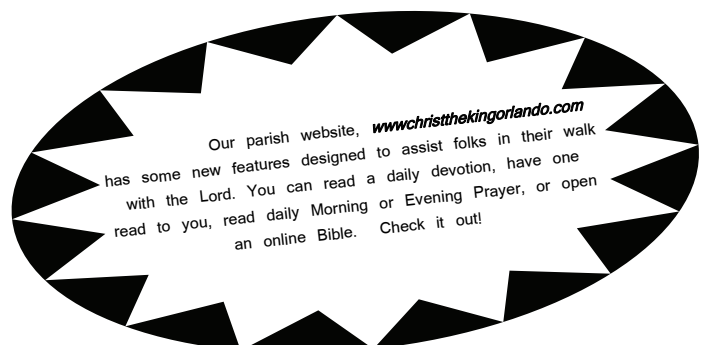 Our parish website, wwwchristthekingorlando.com
has some new features designed to assist folks in their walk
with the Lord. You can read a daily devotion, have one
read to you, read daily Morning or Evening Prayer, or open
an online Bible. Check it out!